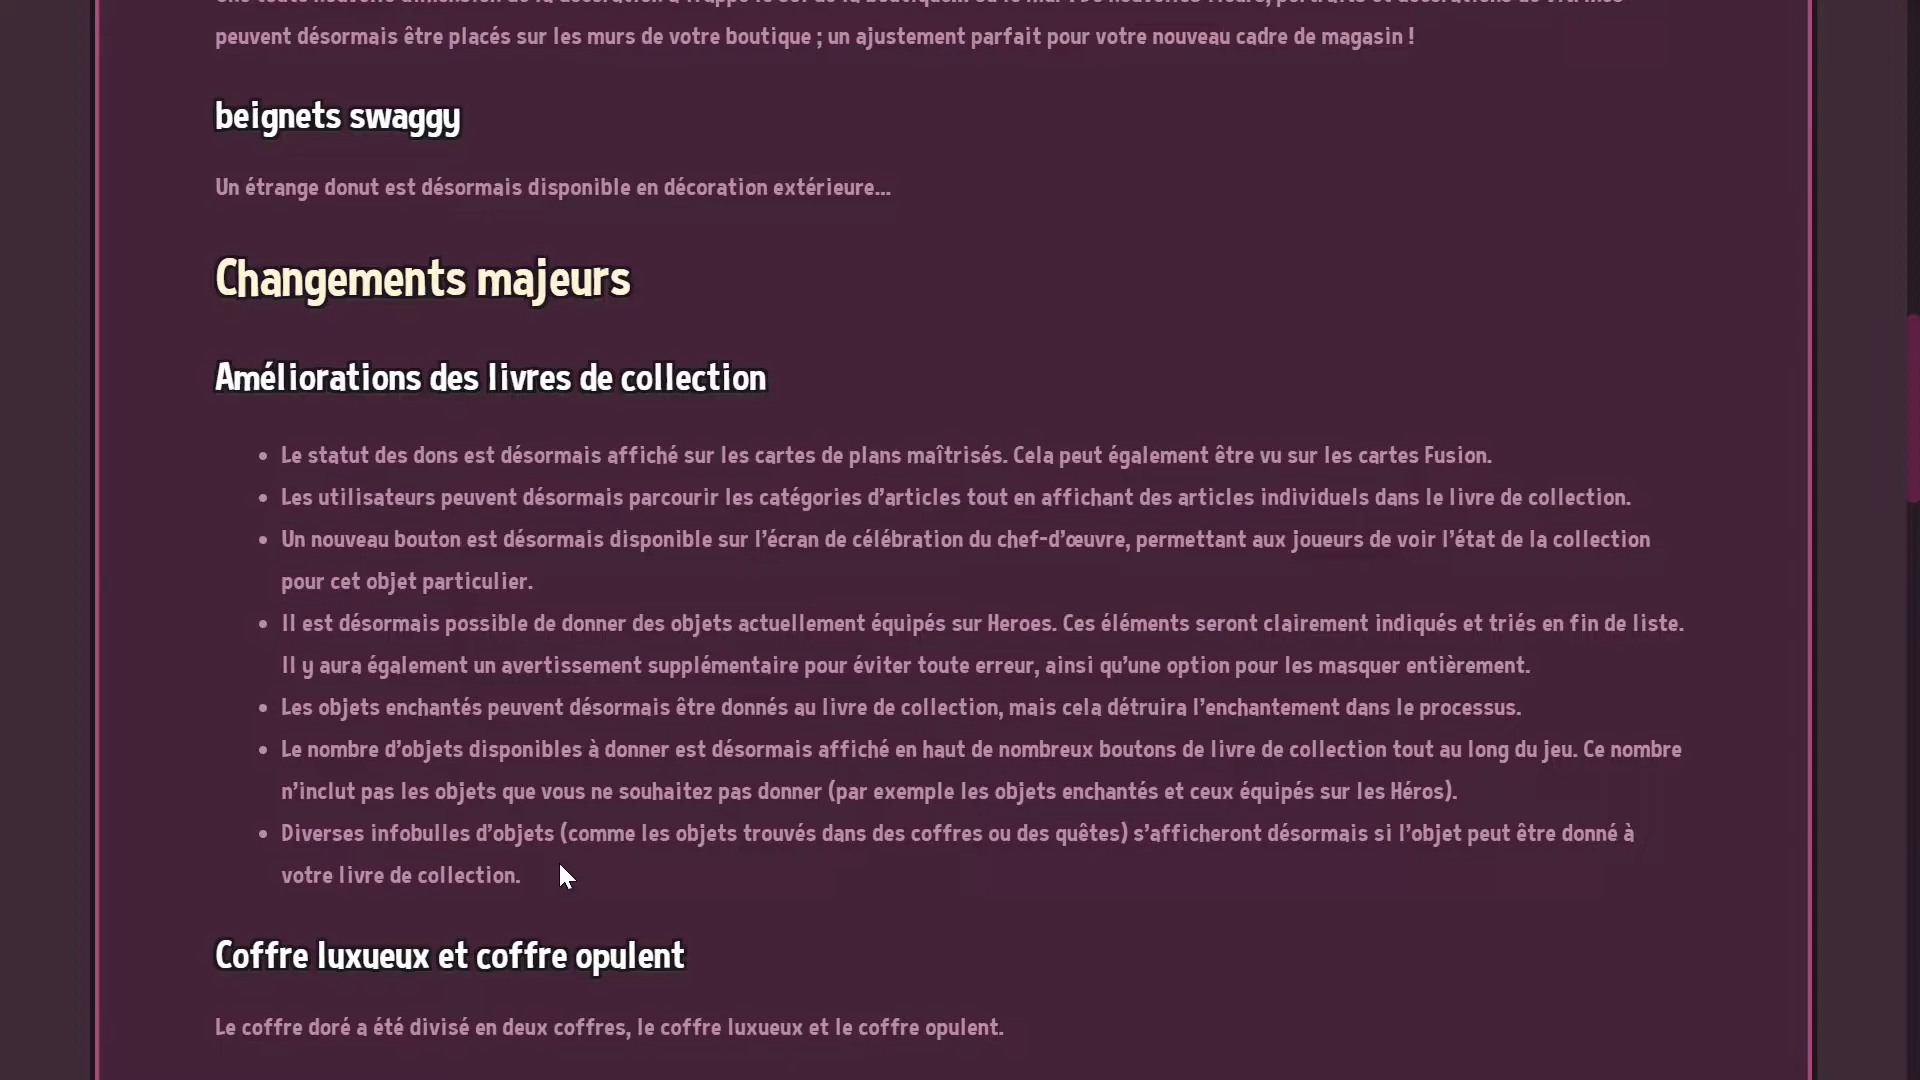 peuvent désormais être placés sur les murs de votre boutique ; un ajustement parfait pour votre nouveau cadre de magasin !
beignets swaggy
Un étrange donut est désormais disponible en décoration extérieure...
Changements majeurs
Améliorations des livres de collection
• Le statut des dons est désormais affiché sur les cartes de plans maîtrisés. Cela peut également être vu sur les cartes Fusion.
• Les utilisateurs peuvent désormais parcourir les catégories d'articles tout en affichant des articles individuels dans le livre de collection.
• Un nouveau bouton est désormais disponible sur l'écran de célébration du chef-d'œuvre, permettant aux joueurs de voir l'état de la collection
pour cet objet particulier.
• Il est désormais possible de donner des objets actuellement équipés sur Heroes. Ces éléments seront clairement indiqués et triés en fin de liste.
Il y aura également un avertissement supplémentaire pour éviter toute erreur, ainsi qu'une option pour les masquer entièrement.
• Les objets enchantés peuvent désormais être donnés au livre de collection, mais cela détruira l'enchantement dans le processus.
• Le nombre d'objets disponibles à donner est désormais affiché en haut de nombreux boutons de livre de collection tout au long du jeu. Ce nombre
n'inclut pas les objets que vous ne souhaitez pas donner (par exemple les objets enchantés et ceux équipés sur les Héros).
• Diverses infobulles d'objets (comme les objets trouvés dans des coffres ou des quêtes) s'afficheront désormais si l'objet peut être donné à
votre livre de collection.
Coffre luxueux et coffre opulent
Le coffre doré a été divisé en deux coffres, le coffre luxueux et le coffre opulent.